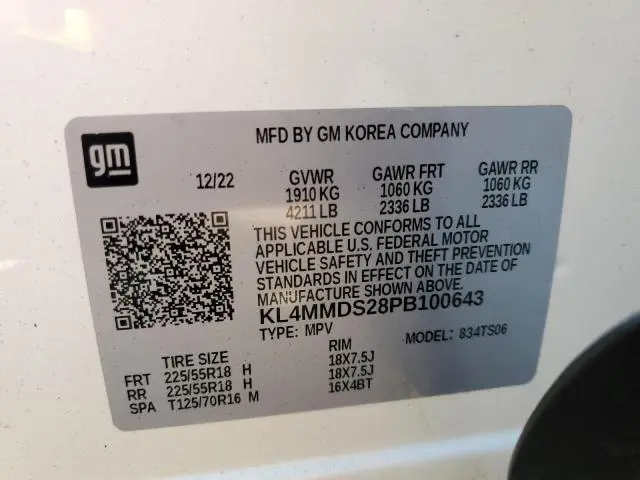 gm
MFD BY GM KOREA COMPANY
12/22 GVWR GAWR FRT GAWR RR
1910 KG 1060 KG 1060 KG
4211 LB 2336 LB 2336 LB
THIS VEHICLE CONFORMS TO ALL
APPLICABLE U.S. FEDERAL MOTOR
VEHICLE SAFETY AND THEFT PREVENTION
STANDARDS IN EFFECT ON THE DATE OF
MANUFACTURE SHOWN ABOVE.
KL4MMDS28PB100643
TYPE: MPV MODEL: 834TS06
TIRE SIZE RIM
FRT 225/55R18 H 18X7.5J
RR 225/55R18 H 18X7.5J
SPA T125/70R16 M 16X4BT